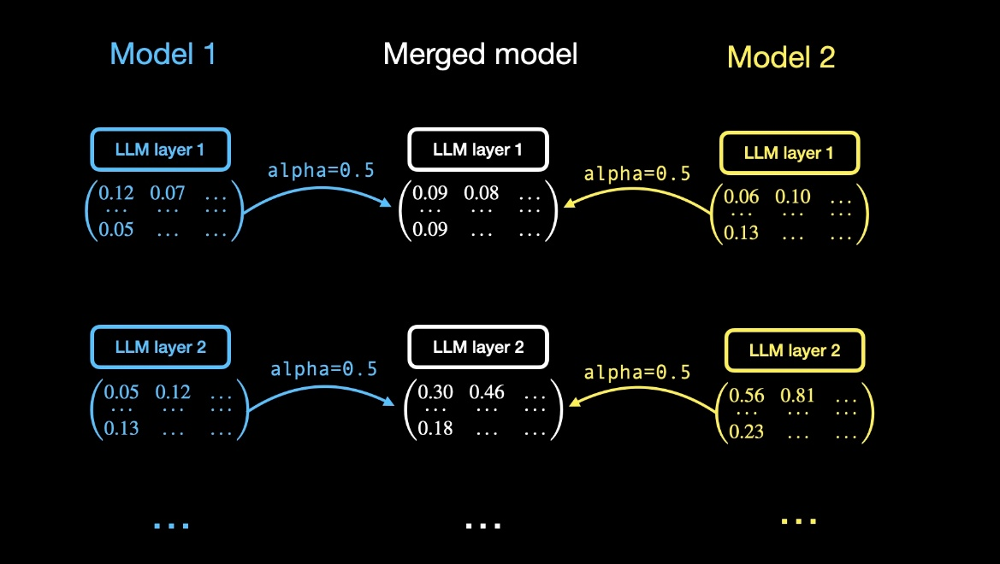 Model 1 Merged model Model 2
LLM layer 1 LLM layer 1 LLM layer 1
alpha=0.5 alpha=0.5
0.12 0.07 ... 0.09 0.08 ... 0.06 0.10 ...
... ... ... ... ... ... ... ... ...
0.05 ... ... 0.09 ... ... 0.13 ... ...
LLM layer 2 LLM layer 2 LLM layer 2
alpha=0.5 alpha=0.5
0.05 0.12 ... 0.30 0.46 ... 0.56 0.81 ...
... ... ... ... ... ... ... ... ...
0.13 ... ... 0.18 ... ... 0.23 ... ...
... ... ...